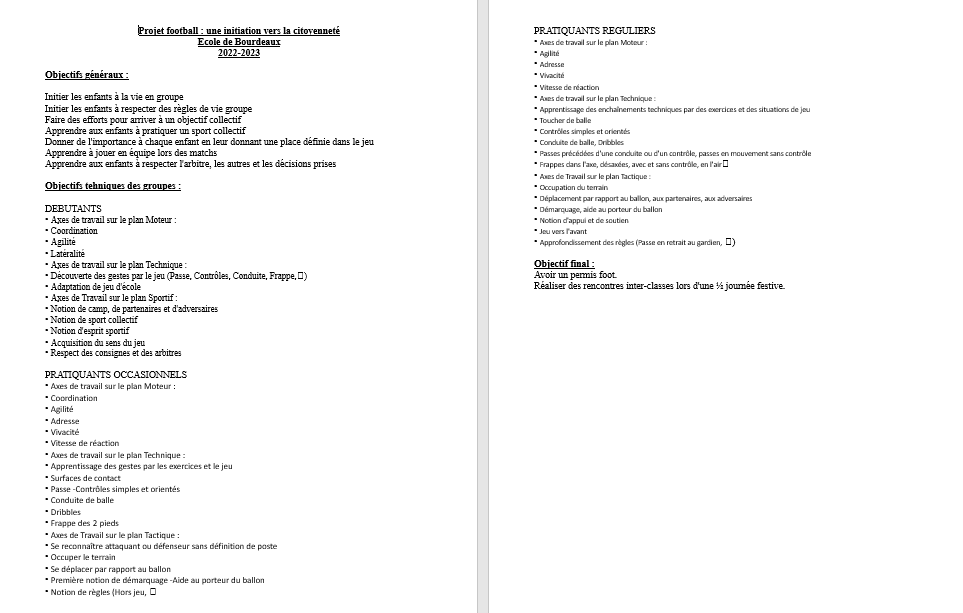 Projet football : une initiation vers la citoyenneté
Ecole de Bourdeaux
2022-2023
Objectifs généraux :
Initier les enfants à la vie en groupe
Initier les enfants à respecter des règles de vie groupe
Faire des efforts pour arriver à un objectif collectif
Apprendre aux enfants à pratiquer un sport collectif
Donner de l'importance à chaque enfant en leur donnant une place définie dans le jeu
Apprendre à jouer en équipe lors des matchs
Apprendre aux enfants à respecter l'arbitre, les autres et les décisions prises
Objectifs tehniques des groupes :
DEBUTANTS
• Axes de travail sur le plan Moteur :
• Coordination
• Agilité
• Latéralité
• Axes de travail sur le plan Technique :
• Découverte des gestes par le jeu (Passe, Contrôles, Conduite, Frappe,)
• Adaptation de jeu d'école
• Axes de Travail sur le plan Sportif :
• Notion de camp, de partenaires et d'adversaires
• Notion de sport collectif
• Notion d'esprit sportif
• Acquisition du sens du jeu
• Respect des consignes et des arbitres
PRATIQUANTS OCCASIONNELS
• Axes de travail sur le plan Moteur :
• Coordination
• Agilité
• Adresse
• Vivacité
• Vitesse de réaction
• Axes de travail sur le plan Technique :
• Apprentissage des gestes par les exercices et le jeu
• Surfaces de contact
• Passe -Contrôles simples et orientés
• Conduite de balle
• Dribbles
• Frappe des 2 pieds
• Axes de Travail sur le plan Tactique :
• Se reconnaître attaquant ou défenseur sans définition de poste
• Occuper le terrain
• Se déplacer par rapport au ballon
• Première notion de démarquage -Aide au porteur du ballon
• Notion de règles (Hors jeu,
PRATIQUANTS REGULIERS
• Axes de travail sur le plan Moteur :
• Agilité
• Adresse
• Vivacité
• Vitesse de réaction
• Axes de travail sur le plan Technique :
• Apprentissage des enchaînements techniques par des exercices et des situations de jeu
• Toucher de balle
• Contrôles simples et orientés
• Conduite de balle, Dribbles
• Passes précédées d'une conduite ou d'un contrôle, passes en mouvement sans contrôle
• Frappes dans l'axe, désaxées, avec et sans contrôle, en l'air
• Axes de Travail sur le plan Tactique :
• Occupation du terrain
• Déplacement par rapport au ballon, aux partenaires, aux adversaires
• Démarquage, aide au porteur du ballon
• Notion d'appui et de soutien
• Jeu vers l'avant
• Approfondissement des règles (Passe en retrait au gardien, )
Objectif final :
Avoir un permis foot.
Réaliser des rencontres inter-classes lors d'une ½ journée festive.